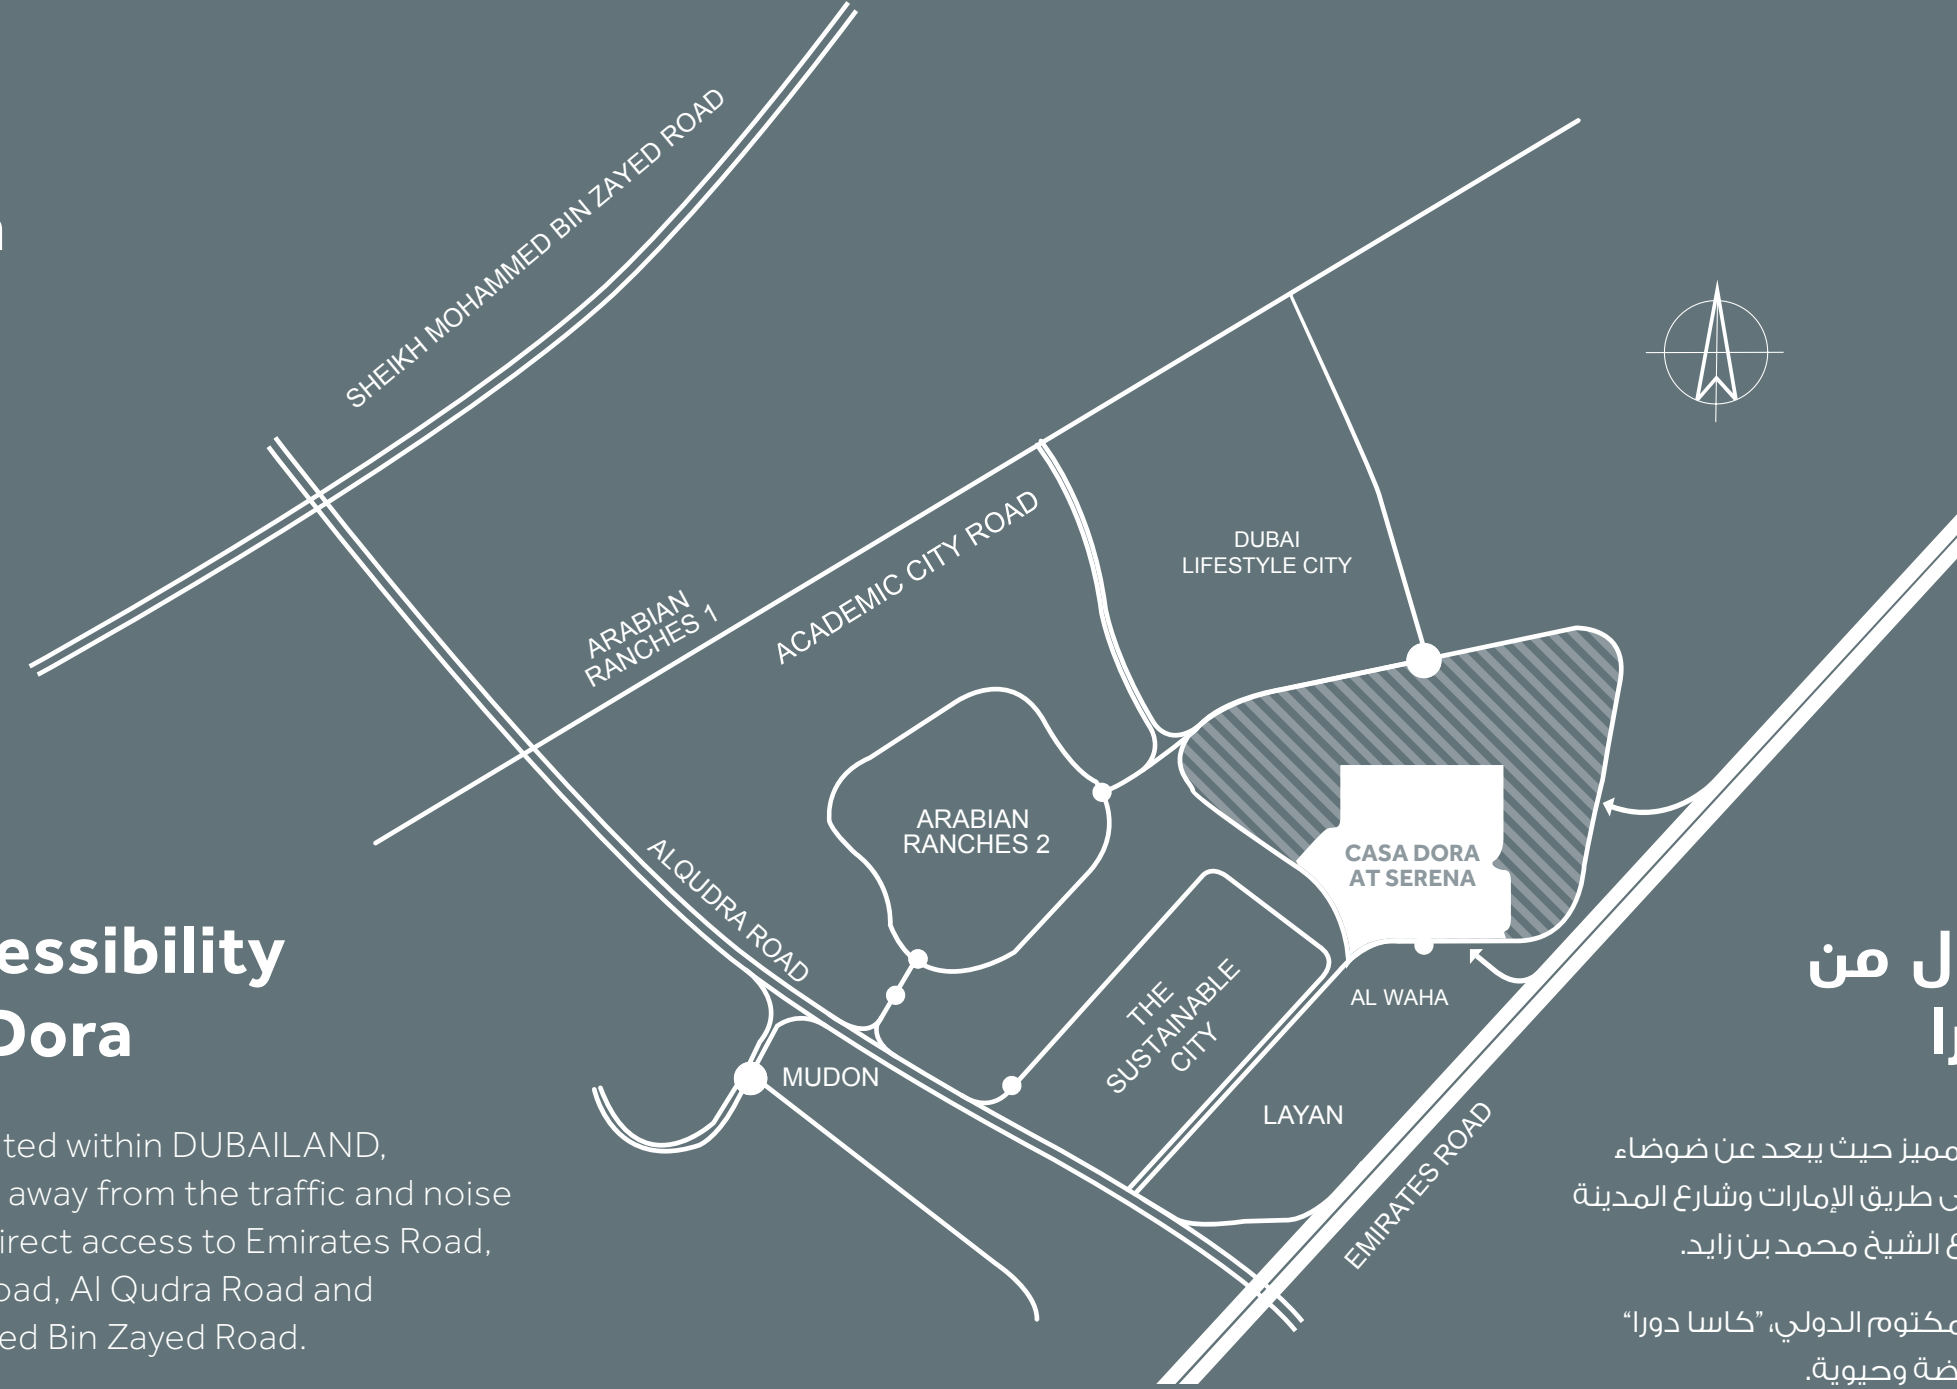 SHEIKH MOHAMMED BIN ZAYED ROAD
ACADEMIC CITY ROAD
ARABIAN
RANCHES 1
DUBAI
LIFESTYLE CITY
ARABIAN
RANCHES 2
CASA DORA
AT SERENA
ALQUDRA ROAD
THE
SUSTAINABLE
CITY
AL WAHA
MUDON
LAYAN
EMIRATES ROAD
essibility
Dora
ted within DUBAILAND,
away from the traffic and noise
irect access to Emirates Road,
oad, Al Qudra Road and
ed Bin Zayed Road.
ل من
را
مميز حيث يبعد عن ضوضاء
ى طريق الإمارات وشارع المدينة
ع الشيخ محمد بن زايد.
مكتوم الدولي، ”كاسا دورا“
ضة وحيوية.